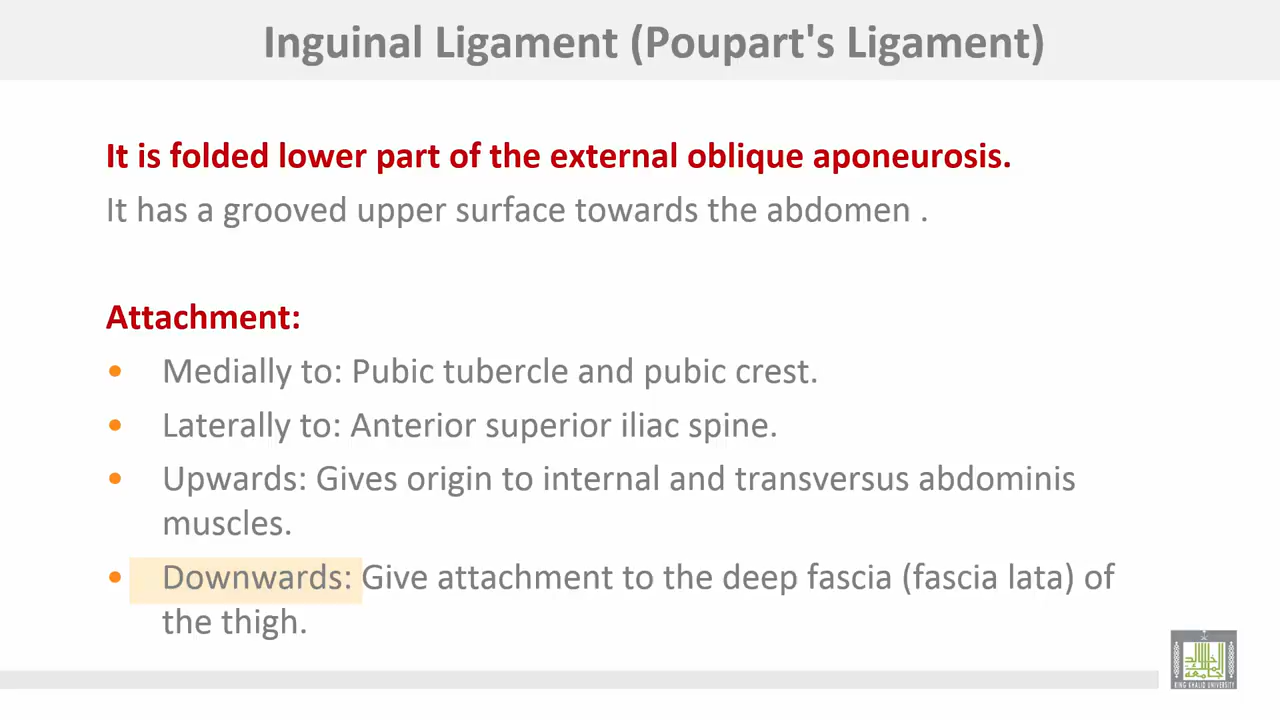 Inguinal Ligament (Poupart's Ligament)
It is folded lower part of the external oblique aponeurosis.
It has a grooved upper surface towards the abdomen .
Attachment:
• Medially to: Pubic tubercle and pubic crest.
• Laterally to: Anterior superior iliac spine.
• Upwards: Gives origin to internal and transversus abdominis
muscles.
• Downwards: Give attachment to the deep fascia (fascia lata) of
the thigh.
KING KHALID UNIVERSITY